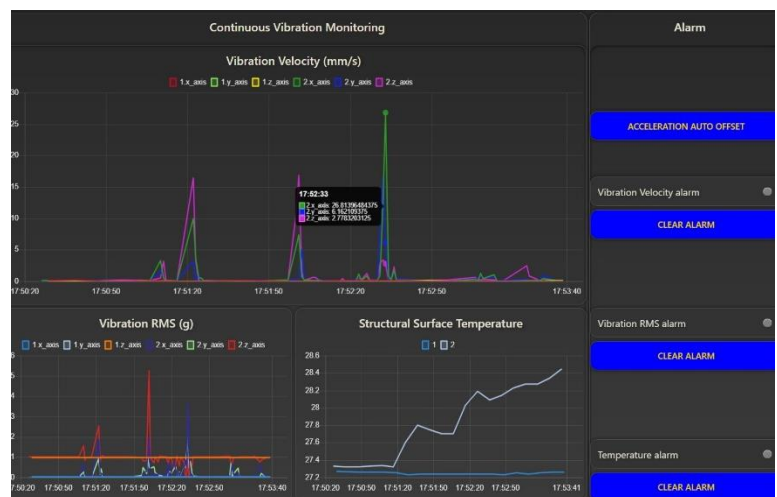 Continuous Vibration Monitoring
Alarm
Vibration Velocity (mm/s)
1.x_axis 1.y_axis 1.z_axis 2.x_axis 2.y_axis 2.z_axis
30
25
20
15
10
5
0
17:52:33
2.x_axis: 26.81396484375
2.y_axis: 6.162109375
2.z_axis: 2.7783203125
17:50:20 17:50:50 17:51:20 17:51:50 17:52:20 17:52:50 17:53:40
ACCELERATION AUTO OFFSET
Vibration Velocity alarm
CLEAR ALARM
Vibration RMS (g)
1.x_axis 1.y_axis 1.z_axis 2.x_axis 2.y_axis 2.z_axis
6
5
4
3
2
1
0
17:50:20 17:50:50 17:51:20 17:51:50 17:52:20 17:52:50 17:53:40
Structural Surface Temperature
1 2
28.6
28.4
28.2
28
27.8
27.6
27.4
27.2
17:50:20 17:50:50 17:51:20 17:51:50 17:52:20 17:52:50 17:53:41
Vibration RMS alarm
CLEAR ALARM
Temperature alarm
CLEAR ALARM